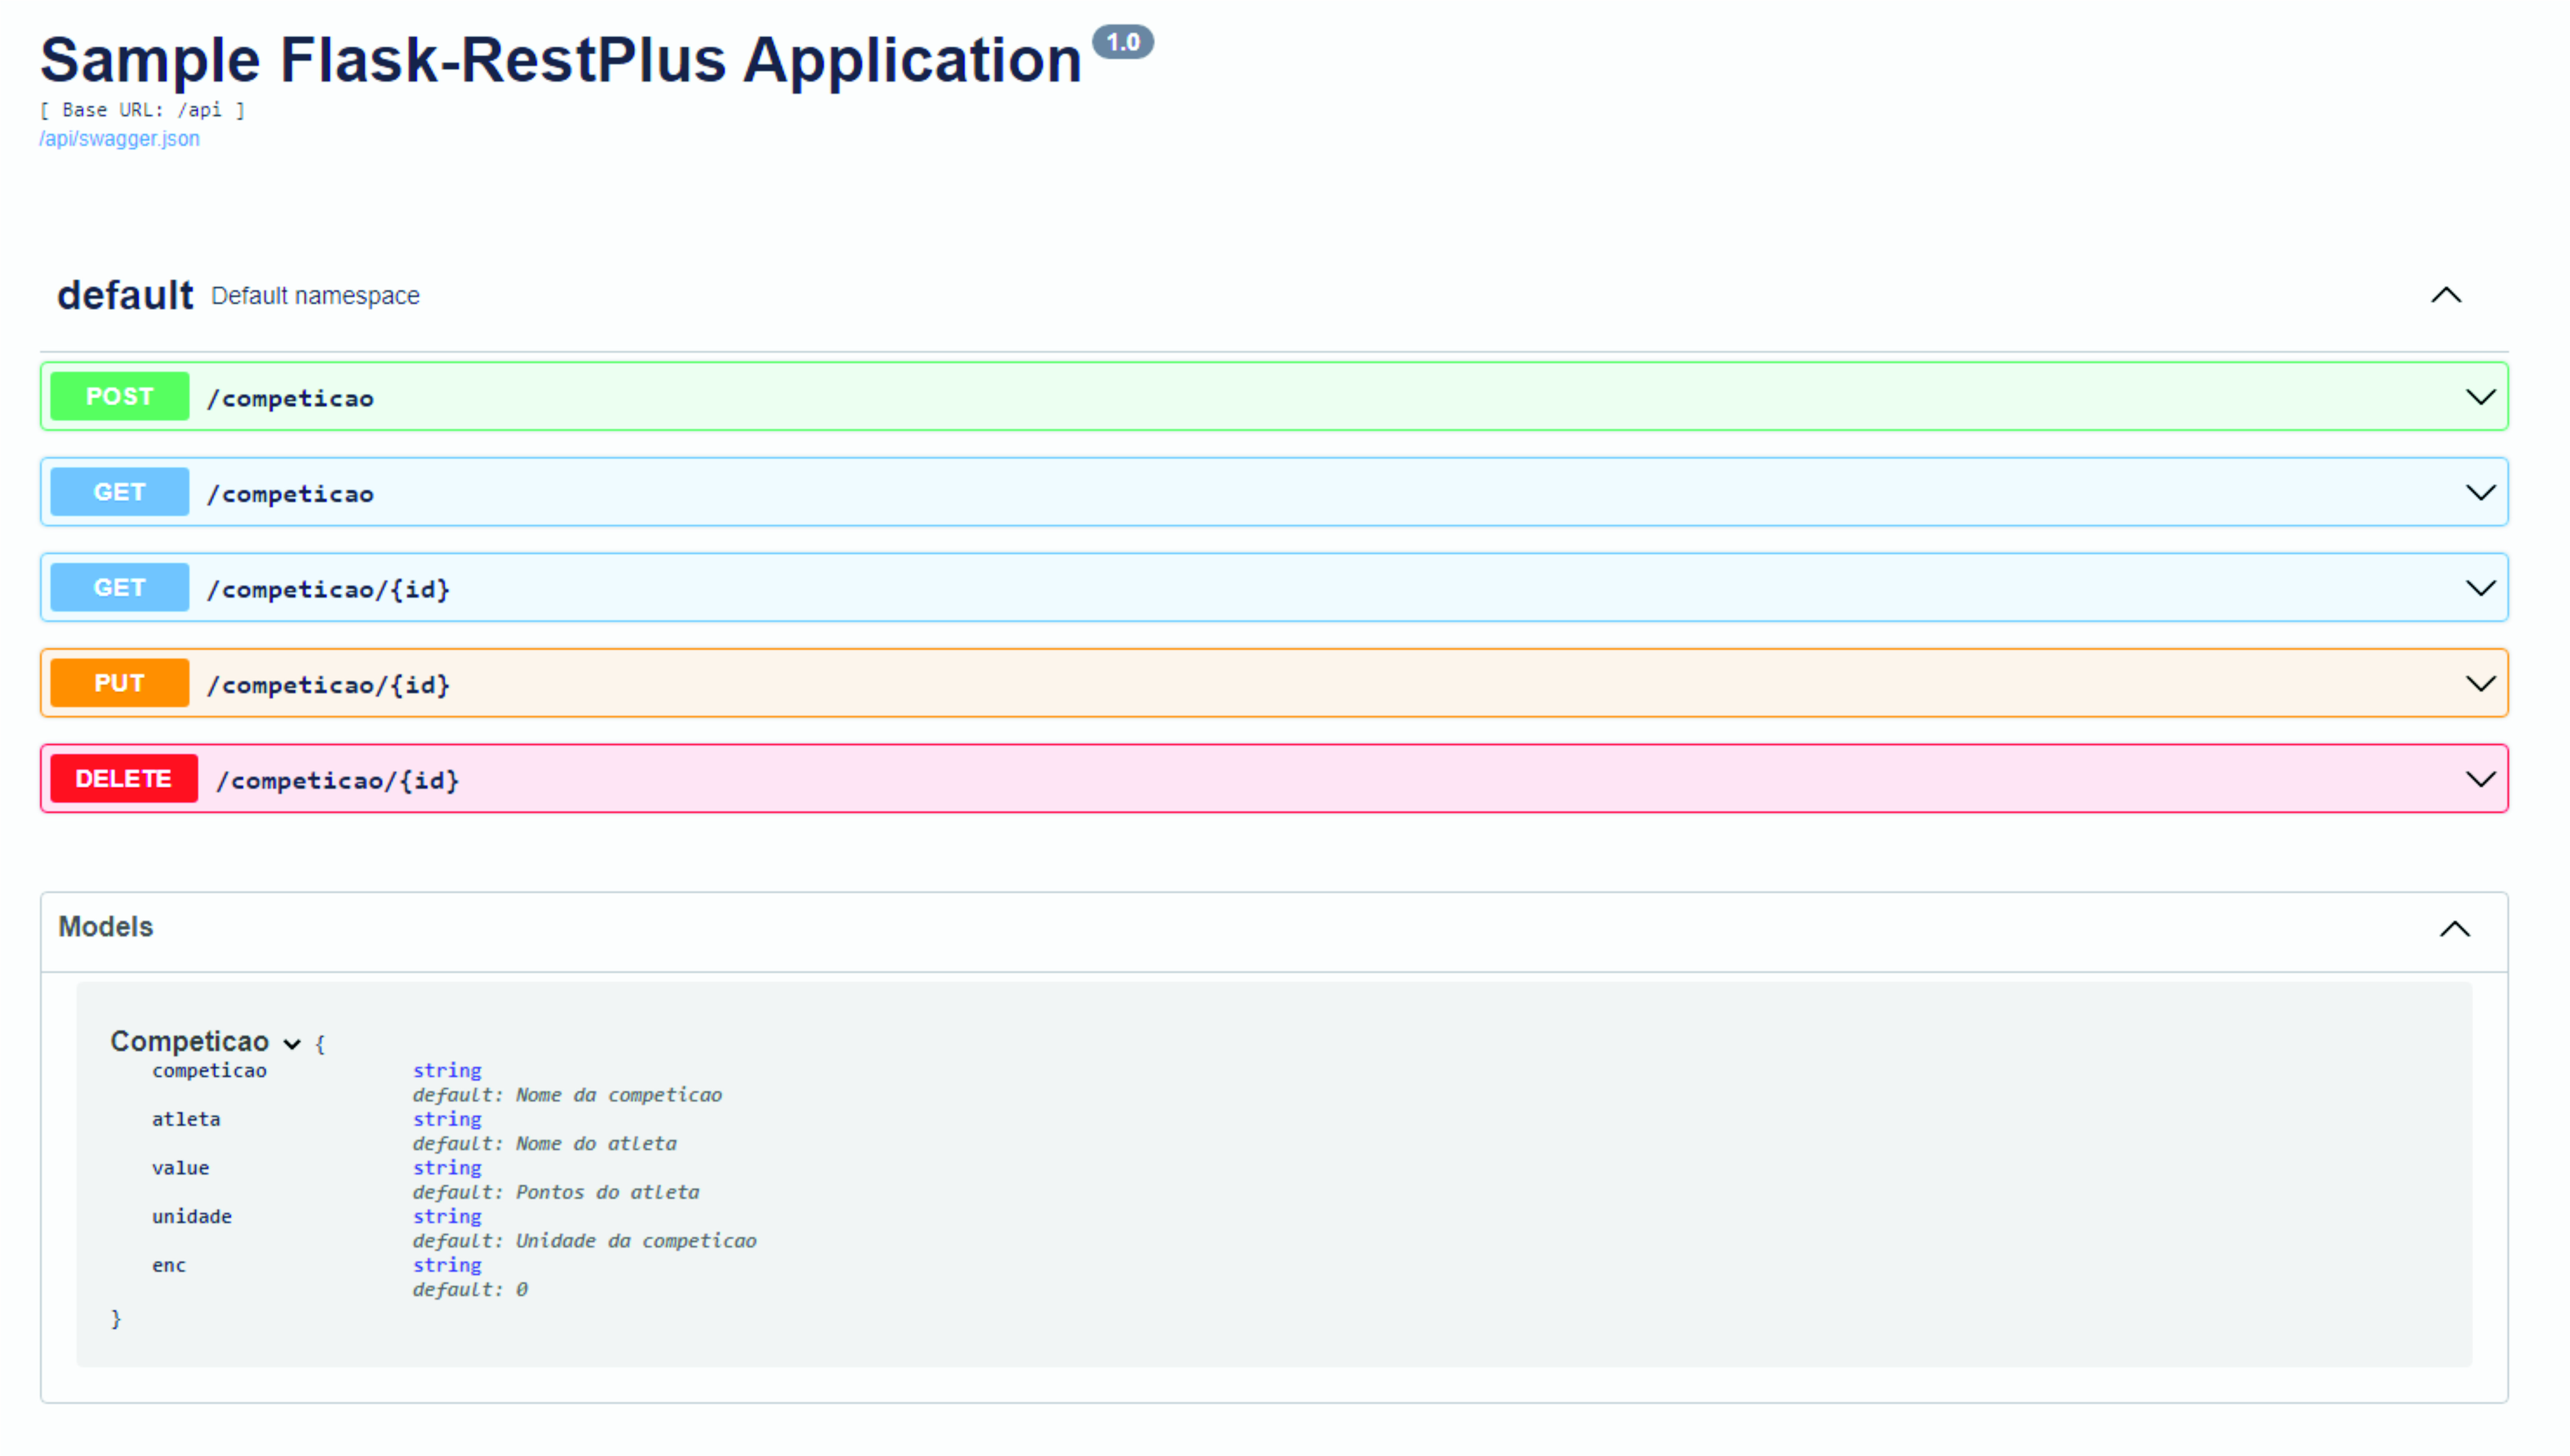 Sample Flask-RestPlus Application 1.0
[ Base URL: /api ]
/api/swagger.json
default Default namespace
POST /competicao
GET /competicao
GET /competicao/{id}
PUT /competicao/{id}
DELETE /competicao/{id}
Models
Competicao {
competicao string
default: Nome da competicao
atleta string
default: Nome do atleta
value string
default: Pontos do atleta
unidade string
default: Unidade da competicao
enc string
default: 0
}